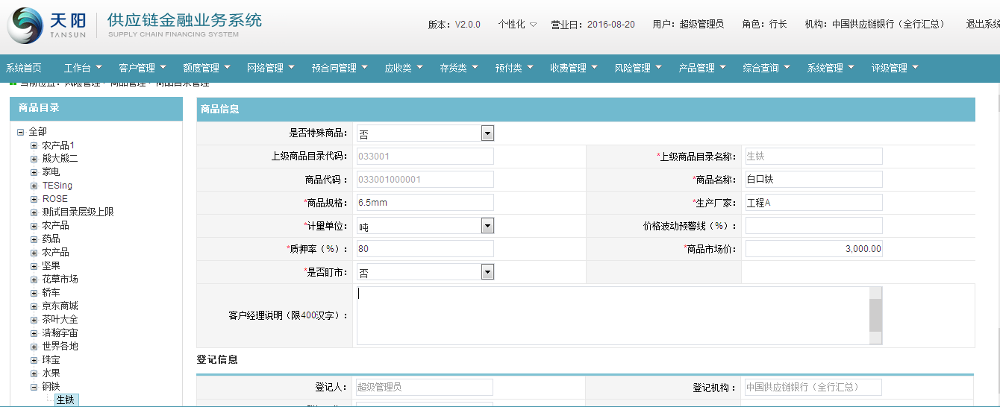 天阳 供应链金融业务系统
TANSUN SUPPLY CHAIN FINANCING SYSTEM
版本：V2.0.0 个性化 营业日：2016-08-20 用户：超级管理员 角色：行长 机构：中国供应链银行（全行汇总） 退出系统
系统首页 工作台 客户管理 额度管理 网络管理 预合同管理 应收类 存货类 预付类 收费管理 风险管理 产品管理 综合查询 系统管理 评级管理
当前位置：风险管理 商品管理 商品目录管理
商品目录
全部
农产品1
熊大熊二
家电
TESing
ROSE
测试目录层级上限
农产品
药品
农产品
坚果
花草市场
轿车
京东商城
茶叶大全
浩瀚宇宙
世界各地
珠宝
水果
钢铁
生铁
商品信息
是否特殊商品： 否
上级商品目录代码： 033001 *上级商品目录名称： 生铁
商品代码： 033001000001 *商品名称： 白口铁
*商品规格： 6.5mm *生产厂家： 工程A
*计量单位： 吨 价格波动预警线（%）：
*质押率（%）： 80 *商品市场价： 3,000.00
*是否盯市： 否
客户经理说明（限400汉字）：
登记信息
登记人： 超级管理员 登记机构： 中国供应链银行（全行汇总）